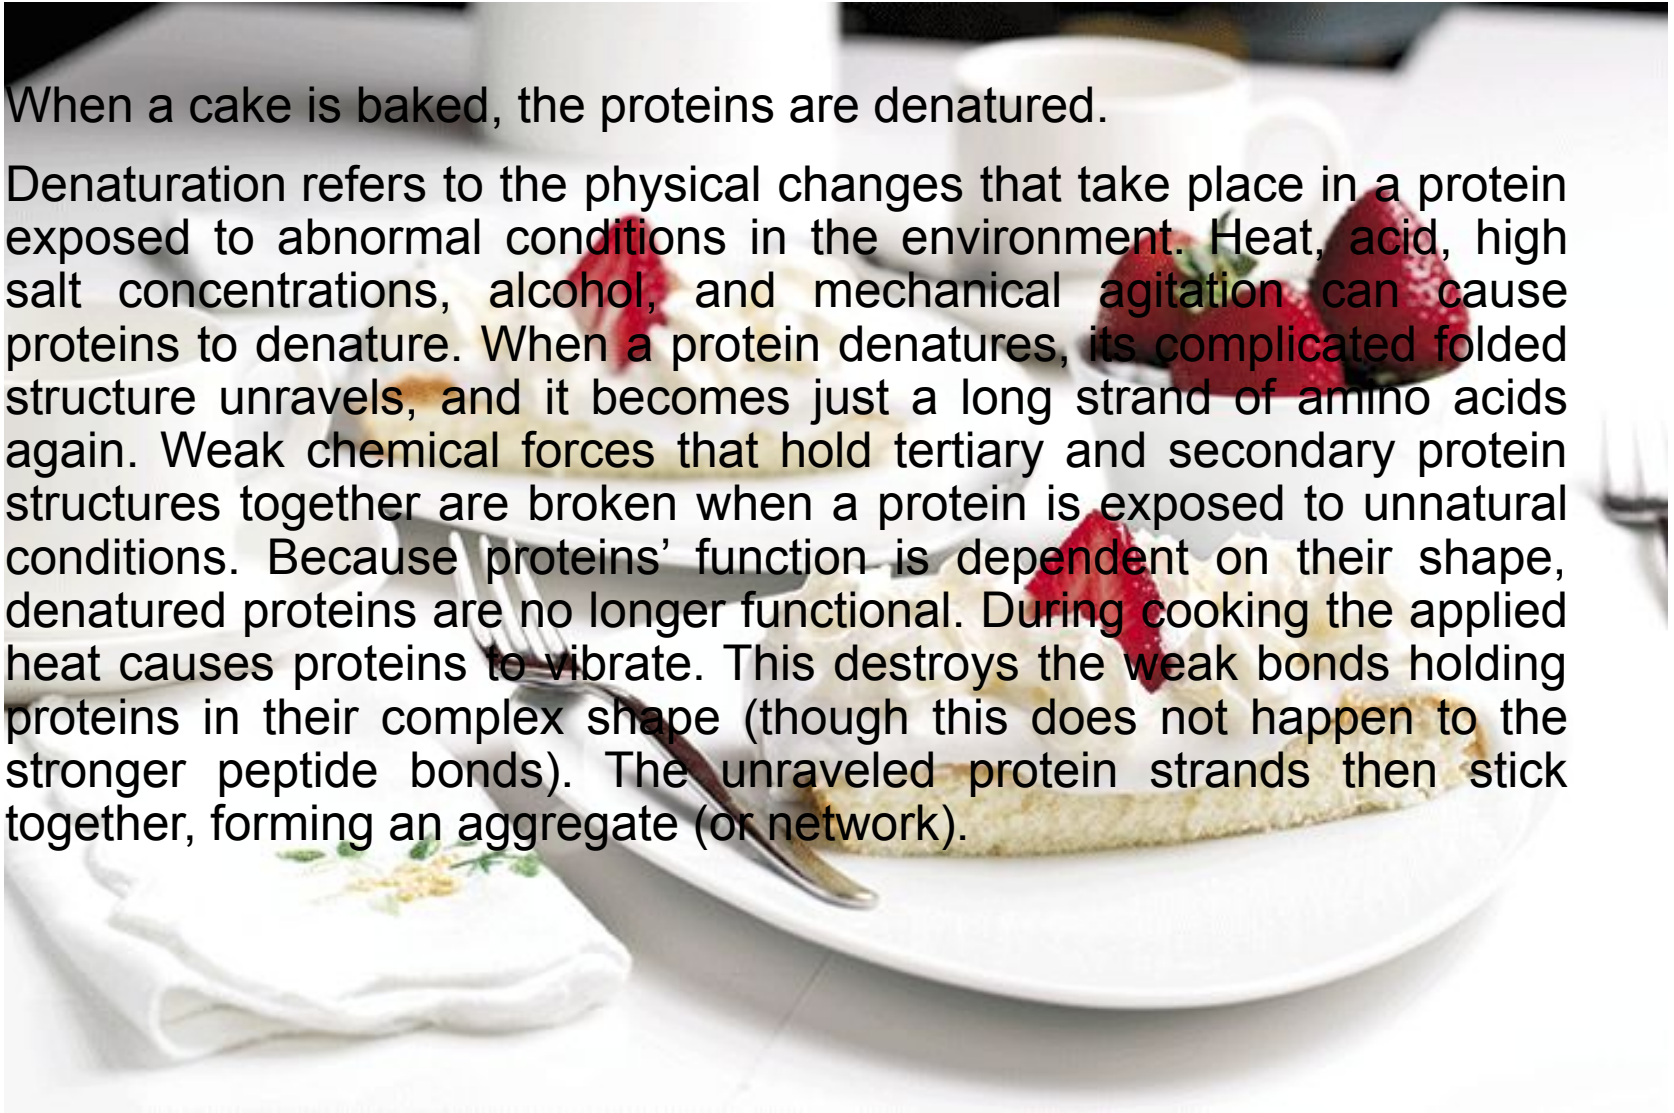 When a cake is baked, the proteins are denatured.
Denaturation refers to the physical changes that take place in a protein
exposed to abnormal conditions in the environment. Heat, acid, high
salt concentrations, alcohol, and mechanical agitation can cause
proteins to denature. When a protein denatures, its complicated folded
structure unravels, and it becomes just a long strand of amino acids
again. Weak chemical forces that hold tertiary and secondary protein
structures together are broken when a protein is exposed to unnatural
conditions. Because proteins’ function is dependent on their shape,
denatured proteins are no longer functional. During cooking the applied
heat causes proteins to vibrate. This destroys the weak bonds holding
proteins in their complex shape (though this does not happen to the
stronger peptide bonds). The unraveled protein strands then stick
together, forming an aggregate (or network).